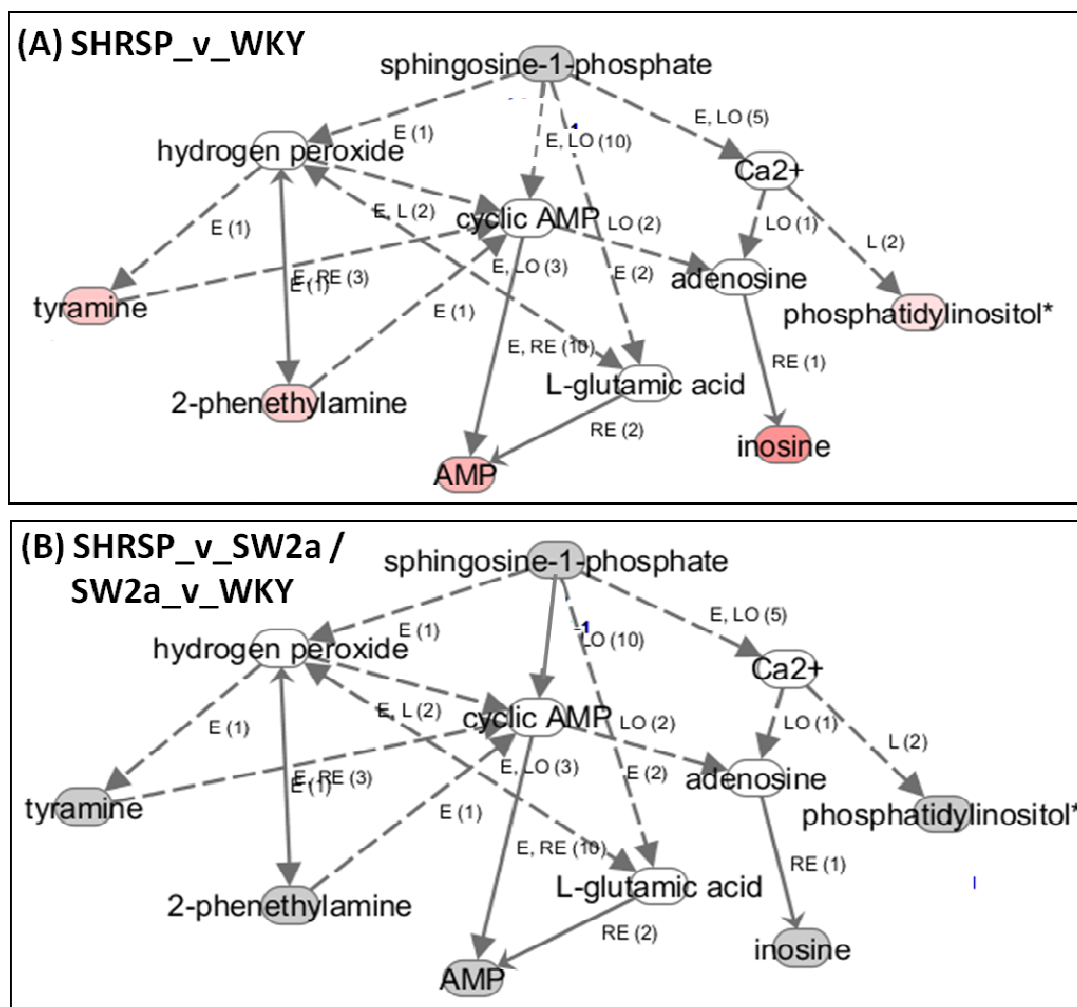 (A) SHRSP_v_WKY
sphingosine-1-phosphate
E (1)
E, LO (10)
E, LO (5)
hydrogen peroxide
Ca2+
E, L (2)
cyclic AMP
LO (2)
LO (1)
L (2)
E (1)
E, RE (3)
E (1)
E, LO (3)
E (2)
adenosine
tyramine
E (1)
phosphatidylinositol*
E, RE (10)
RE (1)
2-phenethylamine
L-glutamic acid
RE (2)
AMP
inosine
(B) SHRSP_v_SW2a /
SW2a_v_WKY
sphingosine-1-phosphate
E (1)
LO (10)
E, LO (5)
hydrogen peroxide
Ca2+
E, L (2)
cyclic AMP
LO (2)
LO (1)
L (2)
E (1)
E, RE (3)
E (1)
E, LO (3)
E (2)
adenosine
tyramine
E (1)
phosphatidylinositol*
E, RE (10)
RE (1)
2-phenethylamine
L-glutamic acid
RE (2)
AMP
inosine